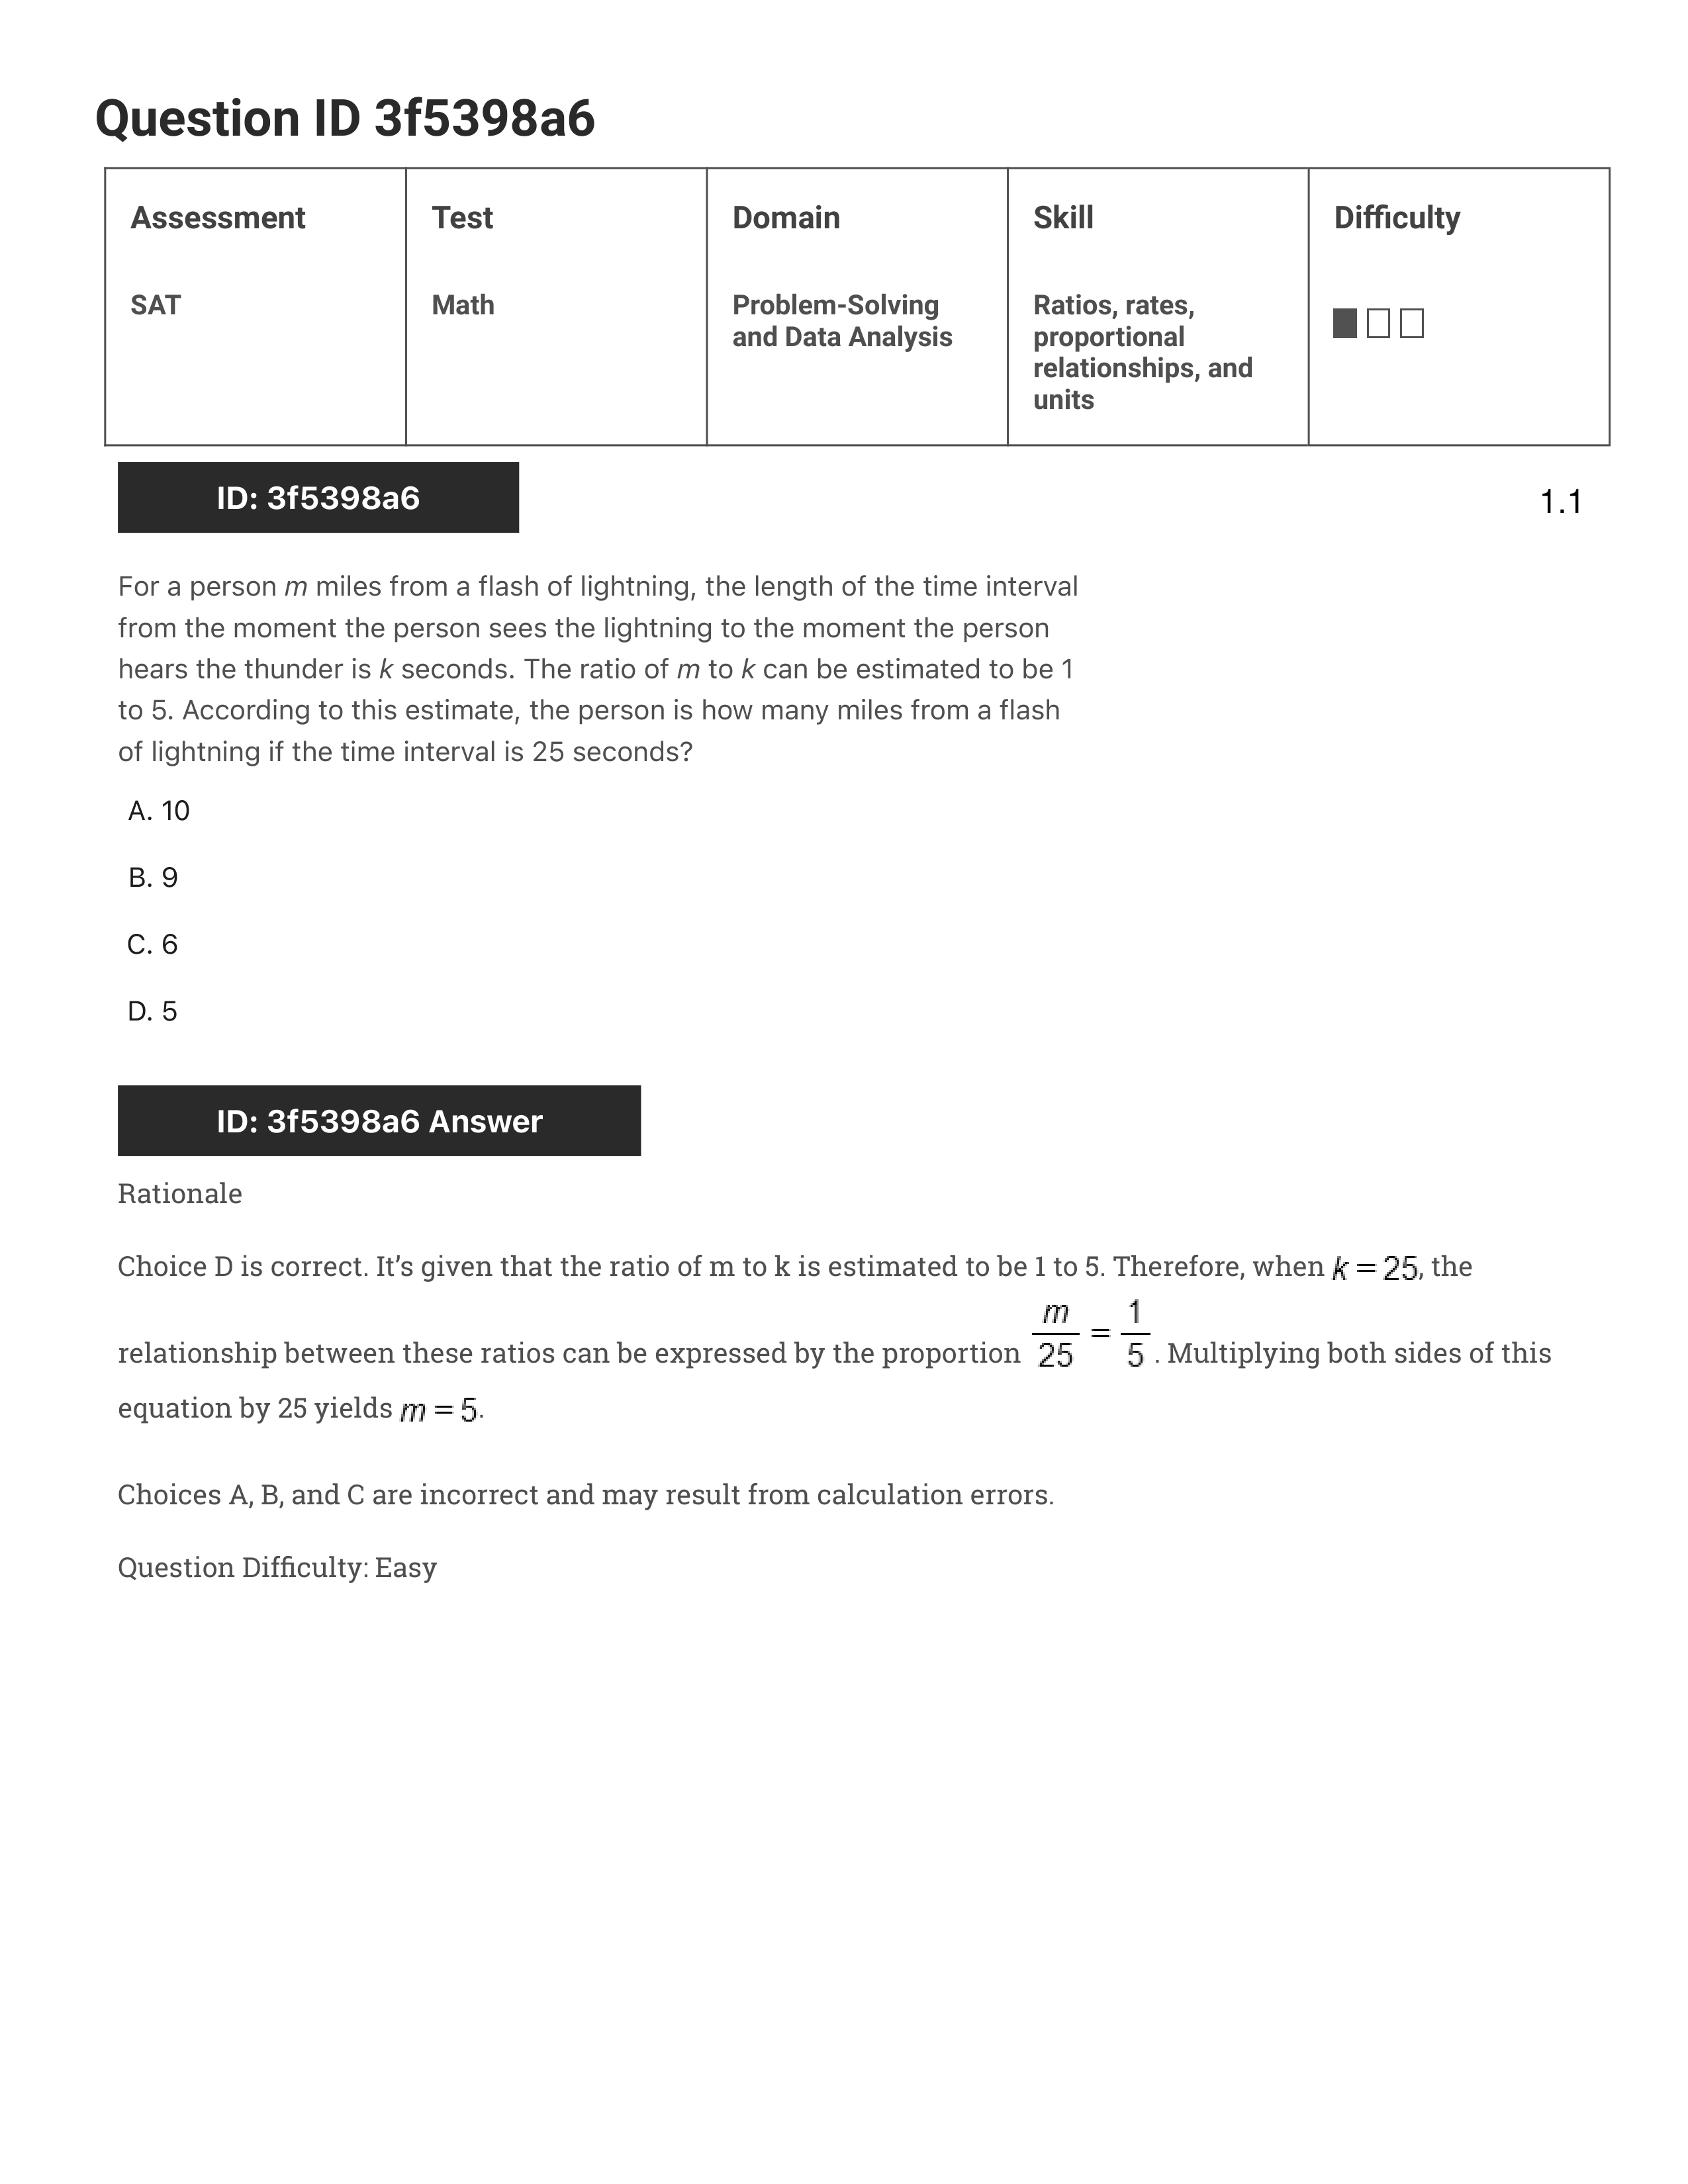 Question ID 3f5398a6
Assessment
Test
Domain
Skill
Difficulty
SAT
Math
Problem-Solving
and Data Analysis
Ratios, rates,
proportional
relationships, and
units
ID: 3f5398a6
1.1
For a person m miles from a flash of lightning, the length of the time interval
from the moment the person sees the lightning to the moment the person
hears the thunder is k seconds. The ratio of m to k can be estimated to be 1
to 5. According to this estimate, the person is how many miles from a flash
of lightning if the time interval is 25 seconds?
A. 10
B. 9
C. 6
D. 5
ID: 3f5398a6 Answer
Rationale
Choice D is correct. It’s given that the ratio of m to k is estimated to be 1 to 5. Therefore, when k = 25, the
relationship between these ratios can be expressed by the proportion m/25 = 1/5. Multiplying both sides of this
equation by 25 yields m = 5.
Choices A, B, and C are incorrect and may result from calculation errors.
Question Difficulty: Easy